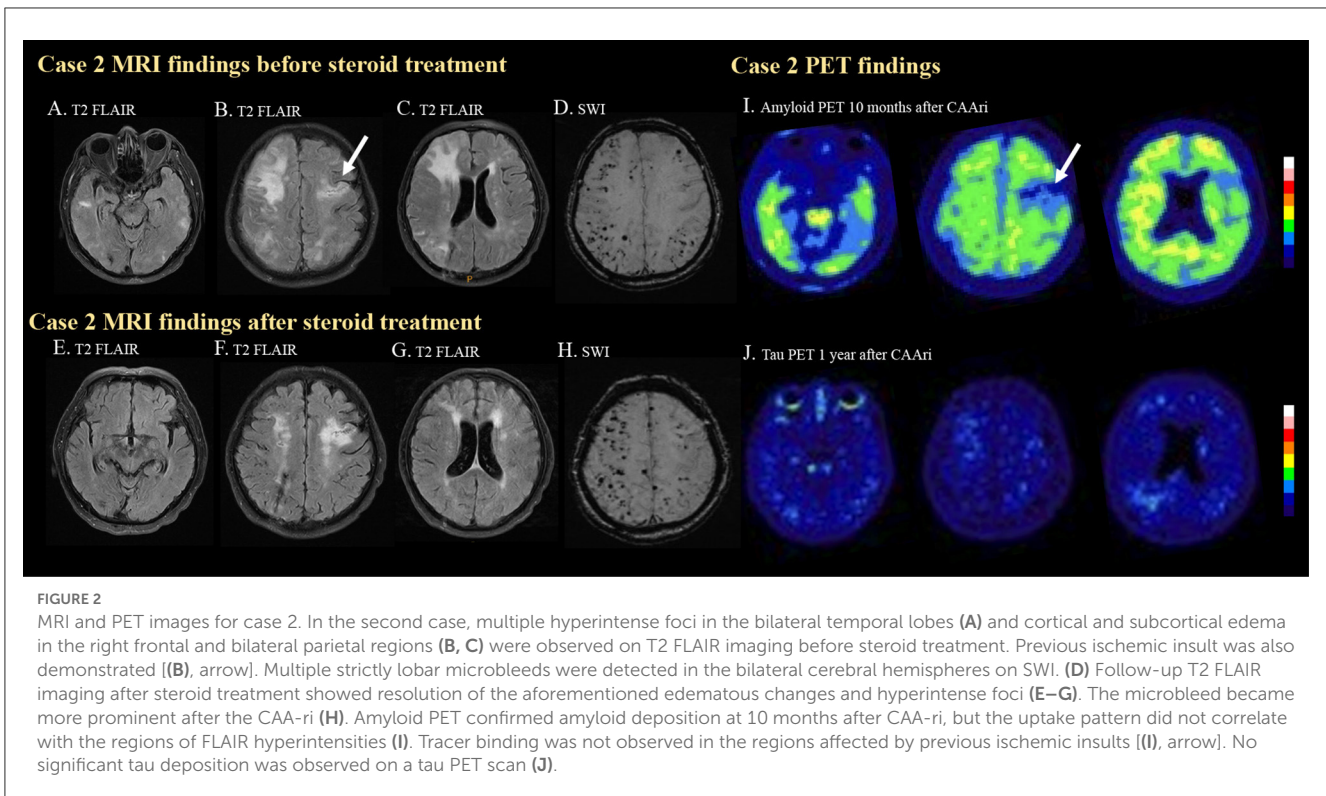 Case 2 MRI findings before steroid treatment
Case 2 PET findings
A. T2 FLAIR
B. T2 FLAIR
C. T2 FLAIR
D. SWI
I. Amyloid PET 10 months after CAAri
P
Case 2 MRI findings after steroid treatment
E. T2 FLAIR
F. T2 FLAIR
G. T2 FLAIR
H. SWI
J. Tau PET 1 year after CAAri
FIGURE 2
MRI and PET images for case 2. In the second case, multiple hyperintense foci in the bilateral temporal lobes (A) and cortical and subcortical edema
in the right frontal and bilateral parietal regions (B, C) were observed on T2 FLAIR imaging before steroid treatment. Previous ischemic insult was also
demonstrated [(B), arrow]. Multiple strictly lobar microbleeds were detected in the bilateral cerebral hemispheres on SWI. (D) Follow-up T2 FLAIR
imaging after steroid treatment showed resolution of the aforementioned edematous changes and hyperintense foci (E–G). The microbleed became
more prominent after the CAA-ri (H). Amyloid PET confirmed amyloid deposition at 10 months after CAA-ri, but the uptake pattern did not correlate
with the regions of FLAIR hyperintensities (I). Tracer binding was not observed in the regions affected by previous ischemic insults [(I), arrow]. No
significant tau deposition was observed on a tau PET scan (J).